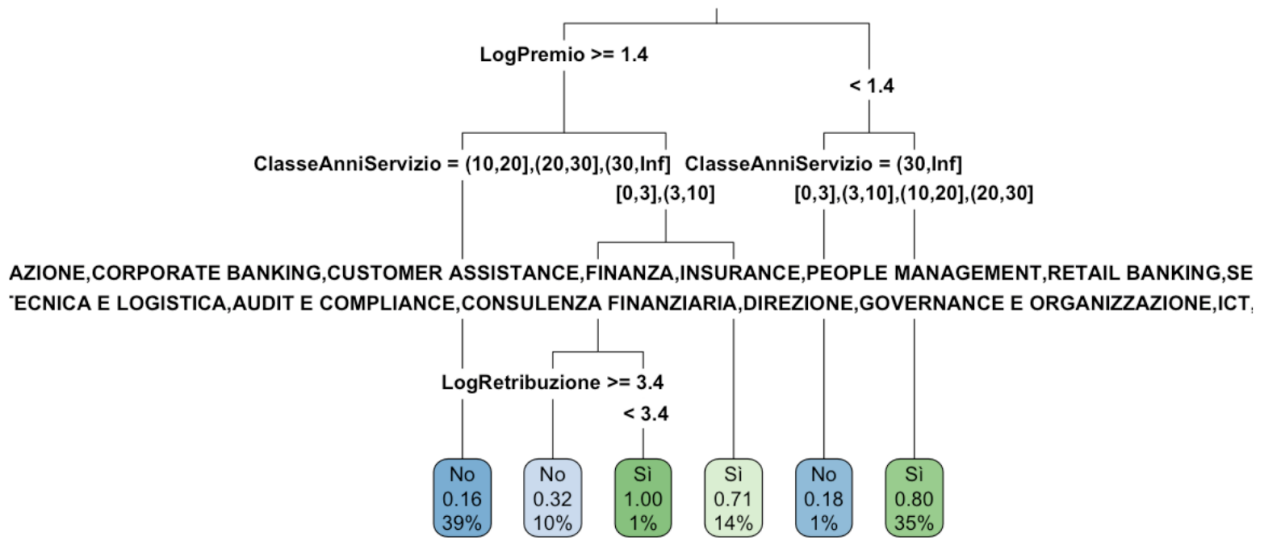 LogPremio >= 1.4
< 1.4
ClasseAnniServizio = (10,20],(20,30],(30,Inf]
ClasseAnniServizio = (30,Inf]
[0,3],(3,10]
[0,3],(3,10],(10,20],(20,30]
AZIONE,CORPORATE BANKING,CUSTOMER ASSISTANCE,FINANZA,INSURANCE,PEOPLE MANAGEMENT,RETAIL BANKING,SE
ECNICA E LOGISTICA,AUDIT E COMPLIANCE,CONSULENZA FINANZIARIA,DIREZIONE,GOVERNANCE E ORGANIZZAZIONE,ICT,
LogRetribuzione >= 3.4
< 3.4
No
0.16
39%
No
0.32
10%
Sì
1.00
1%
Sì
0.71
14%
No
0.18
1%
Sì
0.80
35%